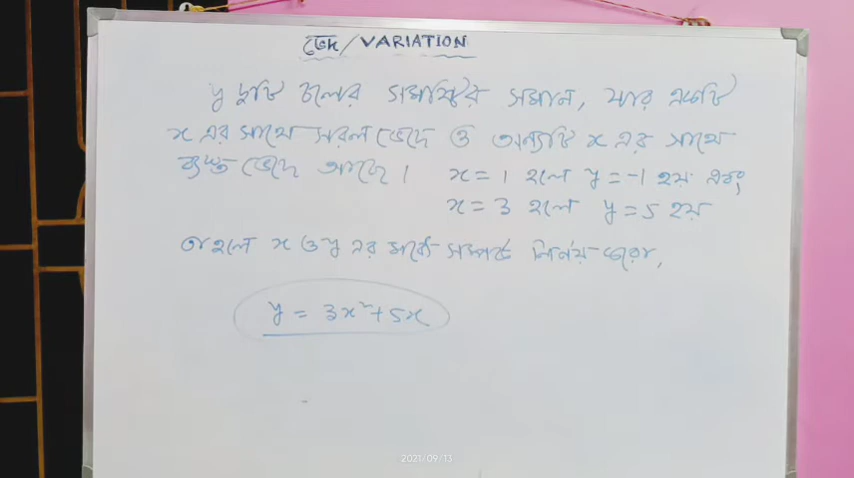 ভেদ/VARIATION
y দুটি চলের সমষ্টির সমান, যার একটি
x এর সাথে সরল ভেদে ও অন্যটি x এর সাথে
ব্যস্ত ভেদে আছে। x = 1 হলে y = -1 হয় এবং
x = 3 হলে y = 5 হয়
তা হলে x ও y এর মধ্যে সম্পর্ক নির্ণয় করো,
y = 3x² + 5x
2021/09/13